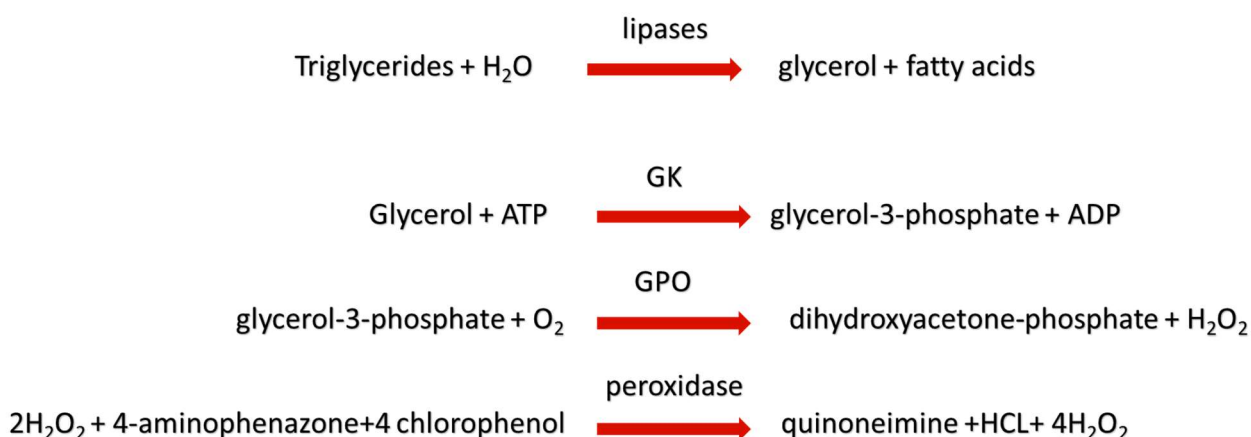 lipases
Triglycerides + H₂O glycerol + fatty acids
GK
Glycerol + ATP glycerol-3-phosphate + ADP
GPO
glycerol-3-phosphate + O₂ dihydroxyacetone-phosphate + H₂O₂
peroxidase
2H₂O₂ + 4-aminophenazone+4 chlorophenol quinoneimine +HCL+ 4H₂O₂